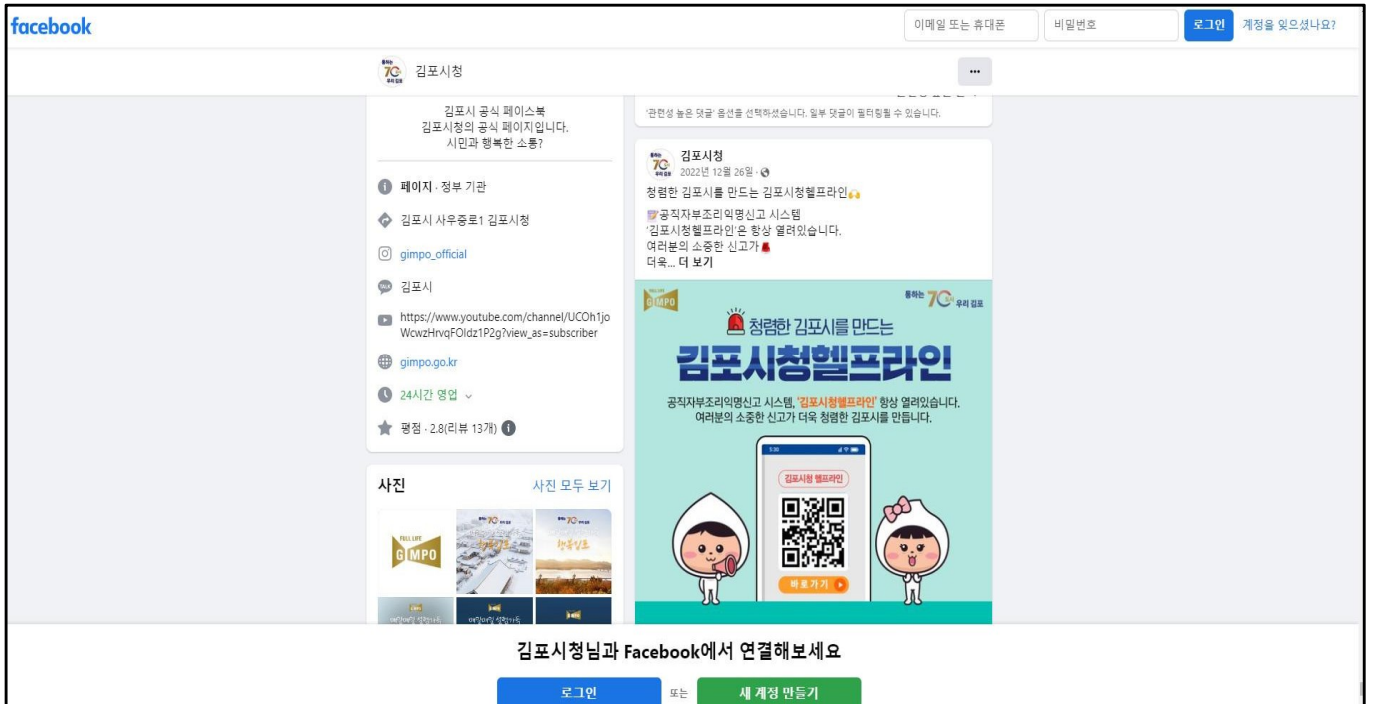 facebook
이메일 또는 휴대폰
비밀번호
로그인
계정을 잊으셨나요?
통하는
70
우리 김포
김포시청
김포시 공식 페이스북
김포시청의 공식 페이지입니다.
시민과 행복한 소통?
페이지 · 정부 기관
김포시 사우중로1 김포시청
gimpo_official
TALK
김포시
https://www.youtube.com/channel/UCOh1jo
WcwzHrvqFOIdz1P2g?view_as=subscriber
gimpo.go.kr
24시간 영업
평점 · 2.8(리뷰 13개)
사진
사진 모두 보기
FULL LIFE
GIMPO
'관련성 높은 댓글' 옵션을 선택하셨습니다. 일부 댓글이 필터링될 수 있습니다.
김포시청
2022년 12월 26일 ·
청렴한 김포시를 만드는 김포시청헬프라인
공직자부조리익명신고 시스템
'김포시청헬프라인'은 항상 열려있습니다.
여러분의 소중한 신고가
더욱... 더 보기
GIMPO
통하는 70 우리 김포
청렴한 김포시를 만드는
김포시청헬프라인
공직자부조리익명신고 시스템, '김포시청헬프라인' 항상 열려있습니다.
여러분의 소중한 신고가 더욱 청렴한 김포시를 만듭니다.
5:30
김포시청 헬프라인
바로가기
김포시청님과 Facebook에서 연결해보세요
로그인
또는
새 계정 만들기